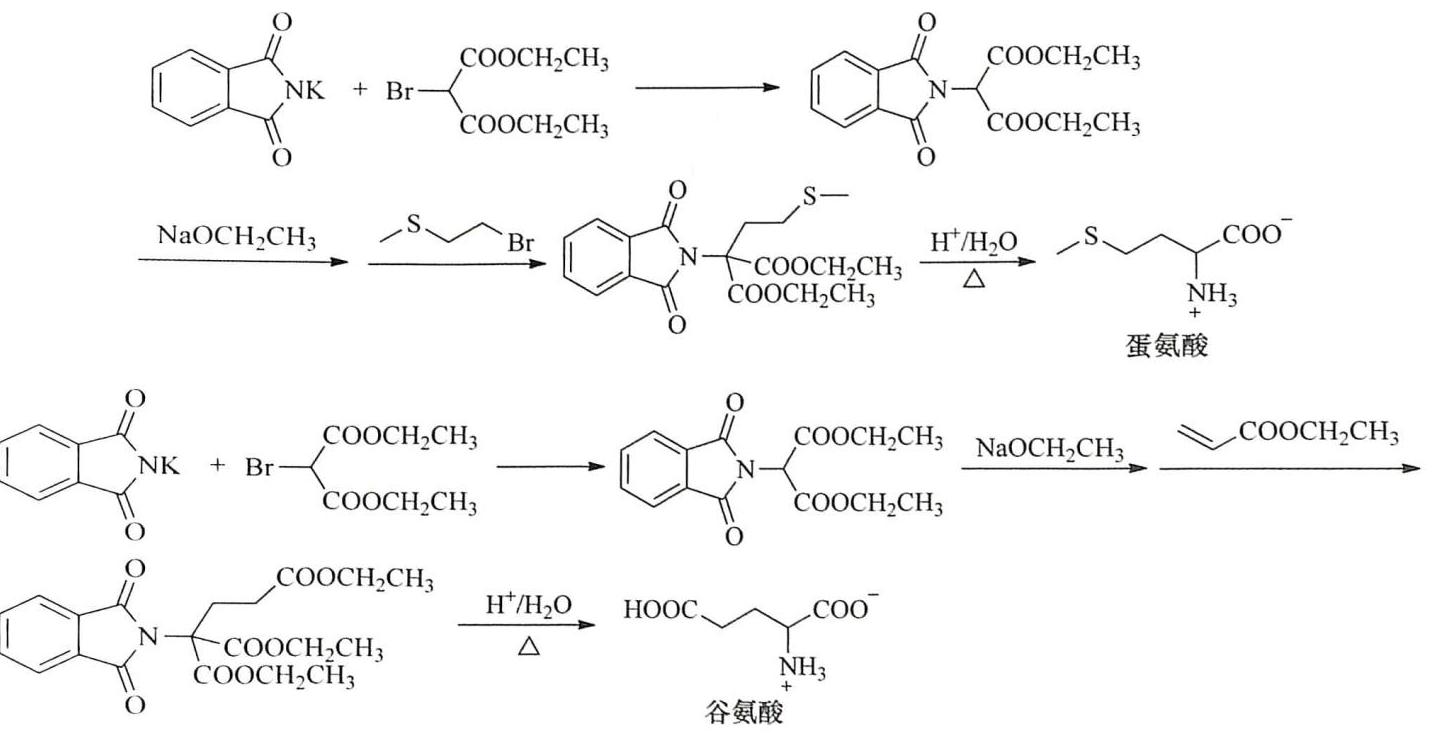 O
NK + Br COOCH₂CH₃
COOCH₂CH₃
O
O
N COOCH₂CH₃
COOCH₂CH₃
O
NaOCH₂CH₃
S Br
O S
N COOCH₂CH₃
COOCH₂CH₃
O
H⁺/H₂O
△
S COO⁻
NH₃
+
蛋氨酸
O
NK + Br COOCH₂CH₃
COOCH₂CH₃
O
O
N COOCH₂CH₃
COOCH₂CH₃
O
NaOCH₂CH₃
COOCH₂CH₃
O COOCH₂CH₃
N COOCH₂CH₃
COOCH₂CH₃
O
H⁺/H₂O
△
HOOC COO⁻
NH₃
+
谷氨酸